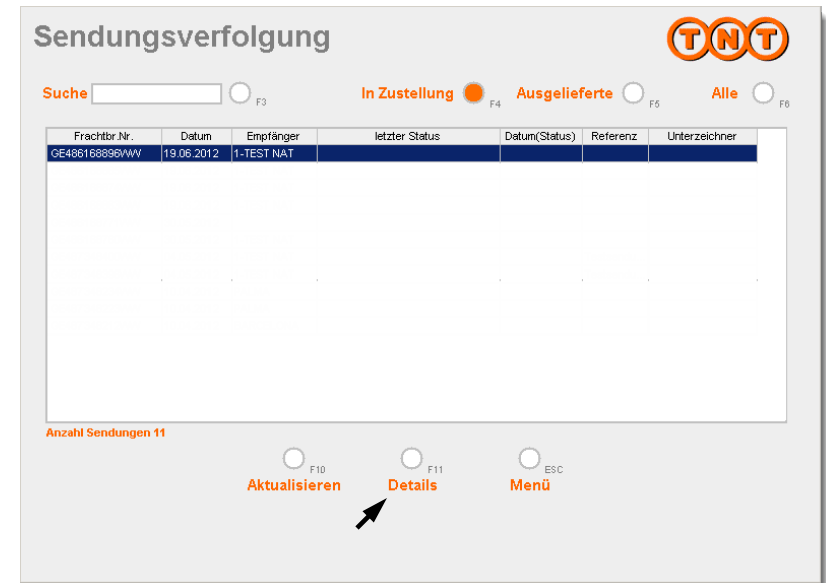 Sendungsverfolgung TNT
Suche F3 In Zustellung F4 Ausgelieferte F5 Alle F6
Frachtbr.Nr. Datum Empfänger letzter Status Datum(Status) Referenz Unterzeichner
GE486168896WW 19.06.2012 1-TEST NAT
Anzahl Sendungen 11
F10 F11 ESC
Aktualisieren Details Menü